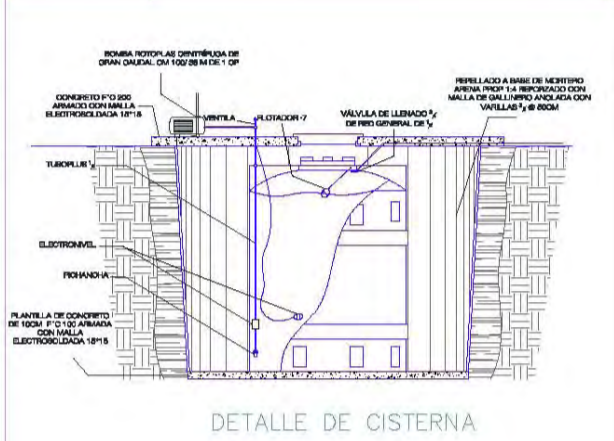 BOMBA ROTOPLAS CENTRÍFUGA DE
GRAN CAUDAL CM 100/38 M DE 1 CP
CONCRETO F'C 200
ARMADO CON MALLA
ELECTROSOLDADA 15*15
VENTILA
FLOTADOR -7
VÁLVULA DE LLENADO
DE RED GENERAL DE
REPELLADO A BASE DE MORTERO
ARENA PROP 1:4 REFORZADO CON
MALLA DE GALLINERO ANCLADA CON
VARILLAS @ 60CM
TUBOPLUS
ELECTRONIVEL
PICHANCHA
PLANTILLA DE CONCRETO
DE 10CM F'C 100 ARMADA
CON MALLA
ELECTROSOLDADA 15*15
DETALLE DE CISTERNA